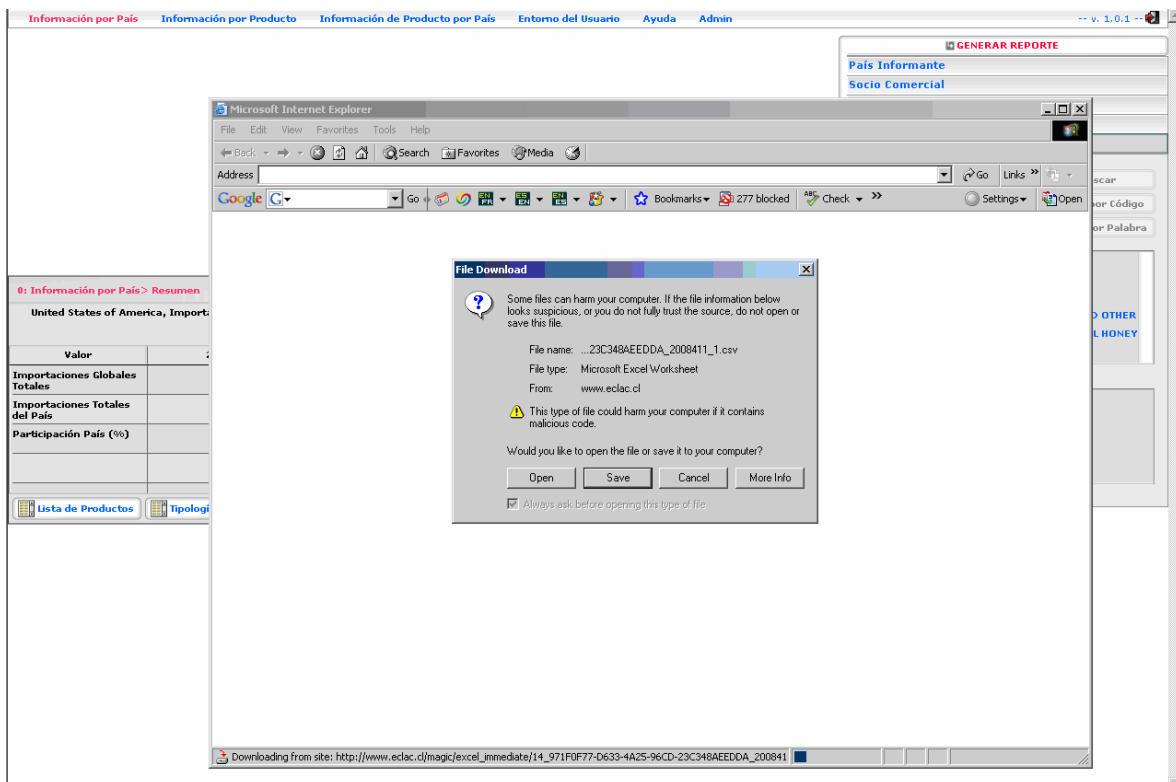 Información por País Información por Producto Información de Producto por País Entorno del Usuario Ayuda Admin -- v. 1.0.1 --
GENERAR REPORTE
País Informante
Socio Comercial
Microsoft Internet Explorer
File Edit View Favorites Tools Help
Back Search Favorites Media
Address Go Links »
Google G Go FR EN ES EN EN ES Bookmarks 277 blocked ABC Check » Settings Open
scar
por Código
or Palabra
File Download
Some files can harm your computer. If the file information below
looks suspicious, or you do not fully trust the source, do not open or
save this file.
File name: ...23C348AEEDDA_2008411_1.csv
File type: Microsoft Excel Worksheet
From: www.eclac.cl
This type of file could harm your computer if it contains
malicious code.
Would you like to open the file or save it to your computer?
Open Save Cancel More Info
Always ask before opening this type of file
0: Información por País> Resumen
United States of America, Import
Valor
Importaciones Globales
Totales
Importaciones Totales
del País
Participación País (%)
Lista de Productos Tipologí
OTHER
L HONEY
Downloading from site: http://www.eclac.cl/magic/excel_immediate/14_971F0F77-D633-4A25-96CD-23C348AEEDDA_200841